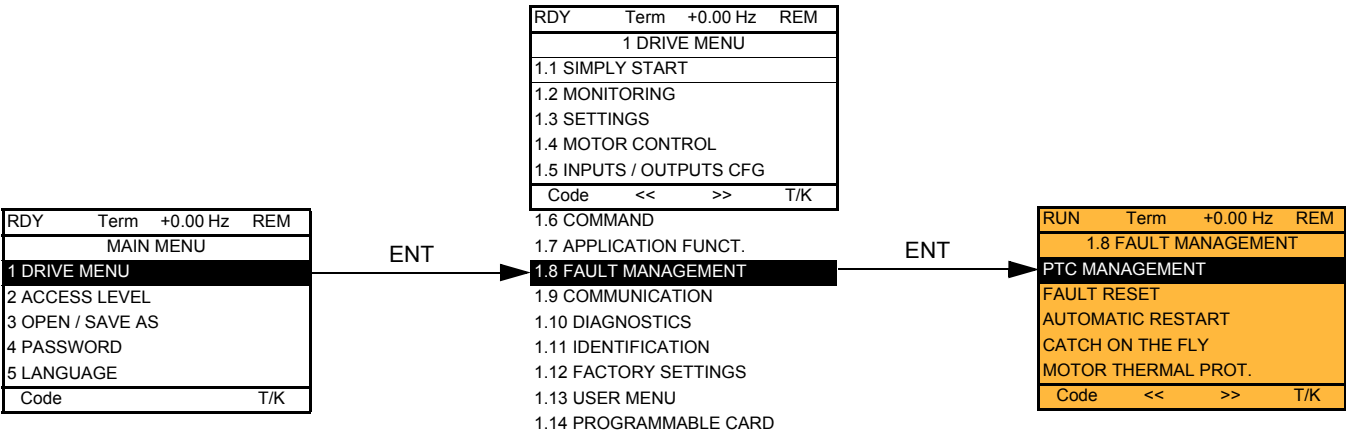 RDY Term +0.00 Hz REM
MAIN MENU
1 DRIVE MENU
2 ACCESS LEVEL
3 OPEN / SAVE AS
4 PASSWORD
5 LANGUAGE
Code T/K
ENT
RDY Term +0.00 Hz REM
1 DRIVE MENU
1.1 SIMPLY START
1.2 MONITORING
1.3 SETTINGS
1.4 MOTOR CONTROL
1.5 INPUTS / OUTPUTS CFG
Code << >> T/K
1.6 COMMAND
1.7 APPLICATION FUNCT.
1.8 FAULT MANAGEMENT
1.9 COMMUNICATION
1.10 DIAGNOSTICS
1.11 IDENTIFICATION
1.12 FACTORY SETTINGS
1.13 USER MENU
1.14 PROGRAMMABLE CARD
ENT
RUN Term +0.00 Hz REM
1.8 FAULT MANAGEMENT
PTC MANAGEMENT
FAULT RESET
AUTOMATIC RESTART
CATCH ON THE FLY
MOTOR THERMAL PROT.
Code << >> T/K